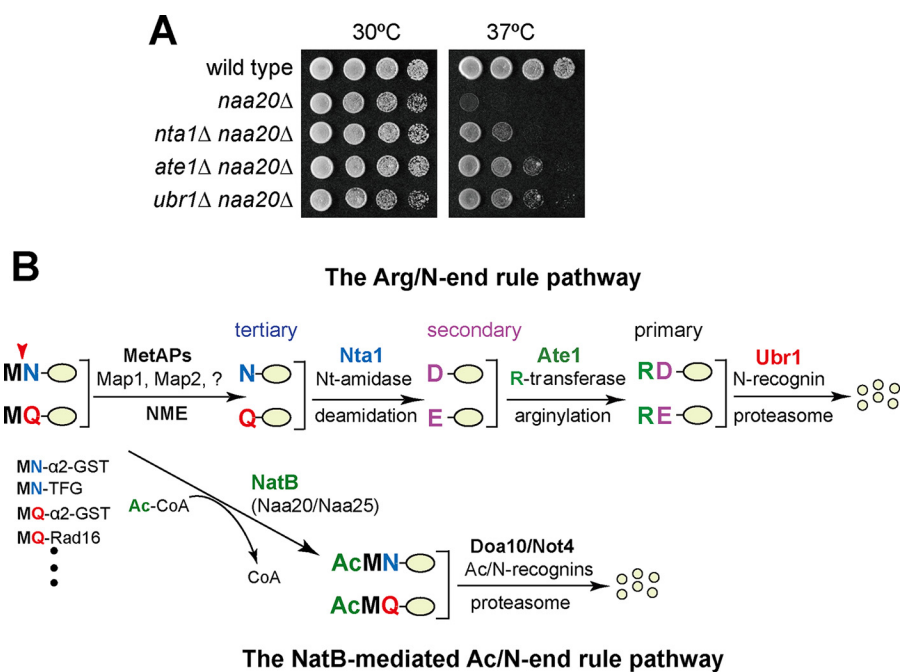 A
30ºC 37ºC
wild type
naa20Δ
nta1Δ naa20Δ
ate1Δ naa20Δ
ubr1Δ naa20Δ
B
The Arg/N-end rule pathway
tertiary secondary primary
MN MetAPs N Nta1 D Ate1 RD Ubr1
Map1, Map2, ? Nt-amidase R-transferase N-recognin
MQ NME Q deamidation E arginylation RE proteasome
MN-α2-GST
MN-TFG
MQ-α2-GST
MQ-Rad16
NatB
Ac-CoA (Naa20/Naa25)
CoA
AcMN Doa10/Not4
Ac/N-recognins
AcMQ proteasome
The NatB-mediated Ac/N-end rule pathway